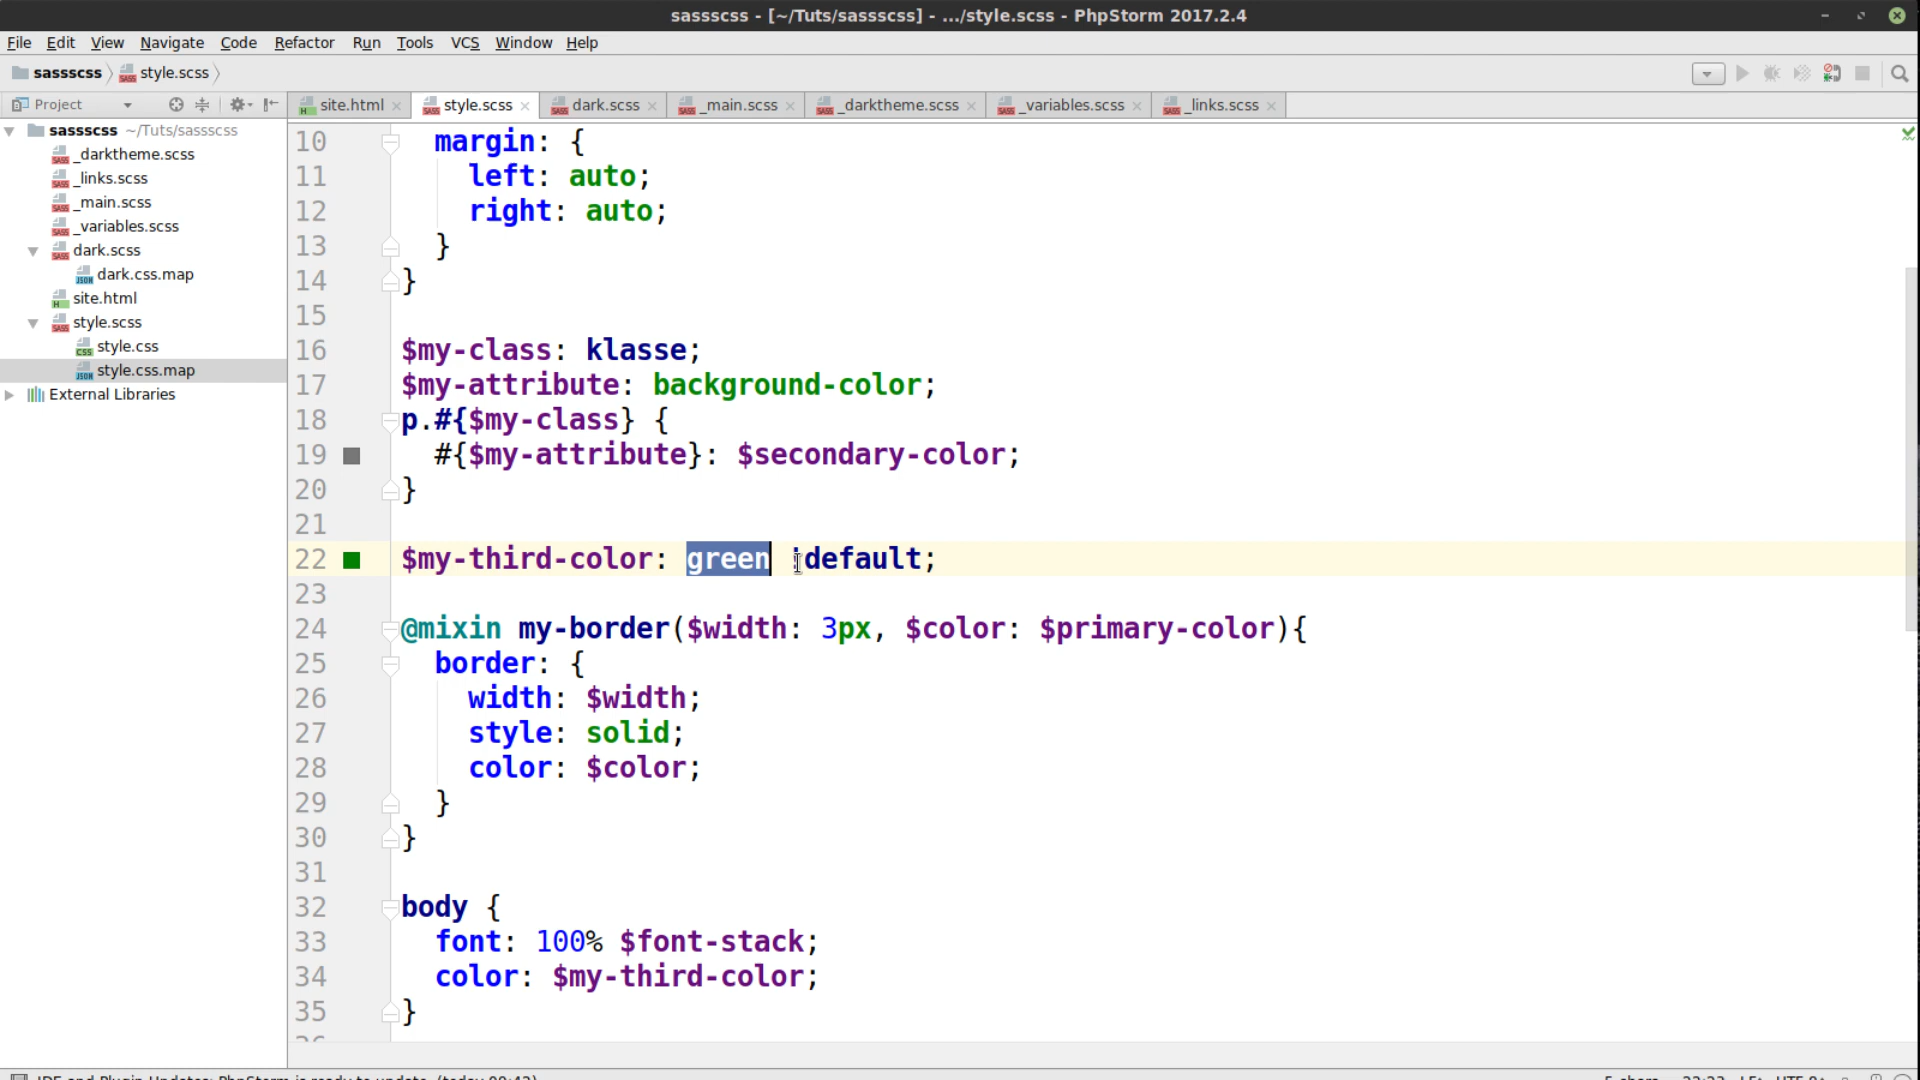 sassscss - [~/Tuts/sassscss] - .../style.scss - PhpStorm 2017.2.4
File Edit View Navigate Code Refactor Run Tools VCS Window Help
sassscss style.scss
Project
site.html style.scss dark.scss _main.scss _darktheme.scss _variables.scss _links.scss
sassscss ~/Tuts/sassscss
_darktheme.scss
_links.scss
_main.scss
_variables.scss
dark.scss
dark.css.map
site.html
style.scss
style.css
style.css.map
External Libraries
10 margin: {
11 left: auto;
12 right: auto;
13 }
14 }
15
16 $my-class: klasse;
17 $my-attribute: background-color;
18 p.#{$my-class} {
19 #{$my-attribute}: $secondary-color;
20 }
21
22 $my-third-color: green !default;
23
24 @mixin my-border($width: 3px, $color: $primary-color){
25 border: {
26 width: $width;
27 style: solid;
28 color: $color;
29 }
30 }
31
32 body {
33 font: 100% $font-stack;
34 color: $my-third-color;
35 }